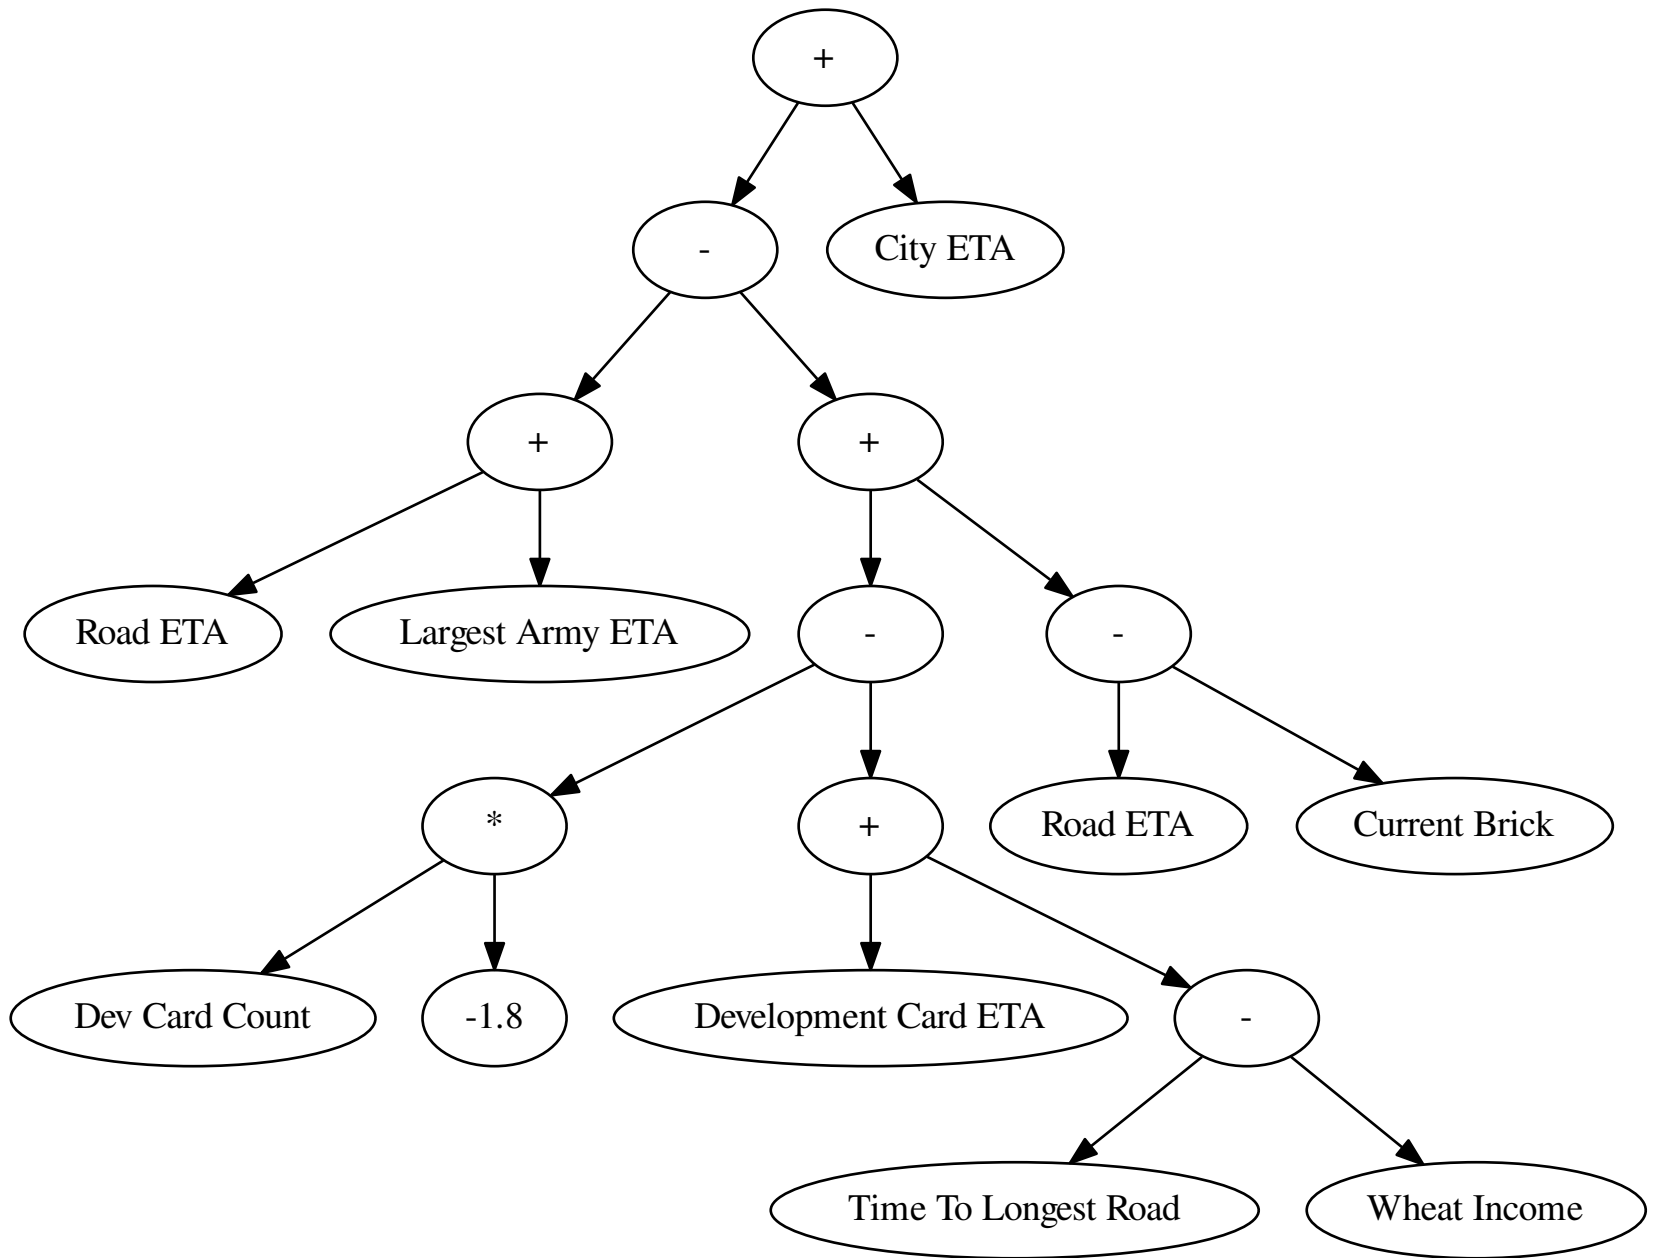 +
-
City ETA
+
+
Road ETA
Largest Army ETA
-
-
*
+
Road ETA
Current Brick
Dev Card Count
-1.8
Development Card ETA
-
Time To Longest Road
Wheat Income